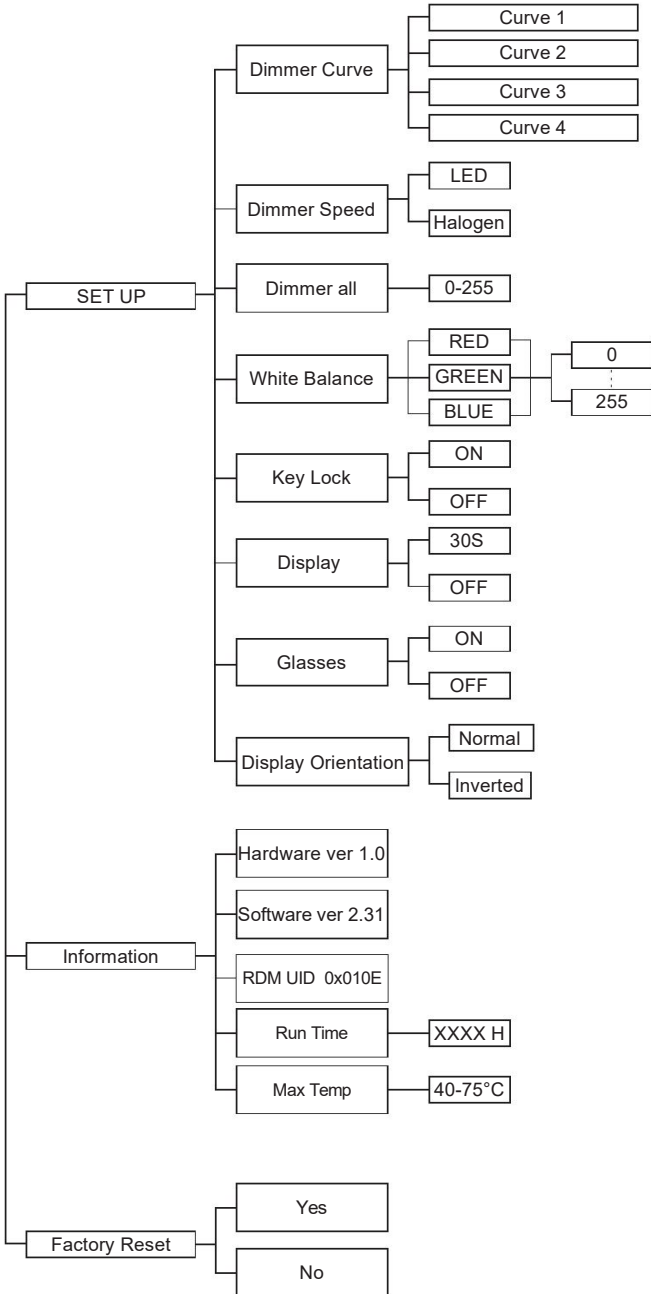 Curve 1
Curve 2
Dimmer Curve
Curve 3
Curve 4
LED
Dimmer Speed
Halogen
SET UP
Dimmer all
0-255
RED
White Balance
GREEN
0
BLUE
255
ON
Key Lock
OFF
30S
Display
OFF
ON
Glasses
OFF
Normal
Display Orientation
Inverted
Hardware ver 1.0
Software ver 2.31
Information
RDM UID 0x010E
Run Time
XXXX H
Max Temp
40-75°C
Yes
Factory Reset
No